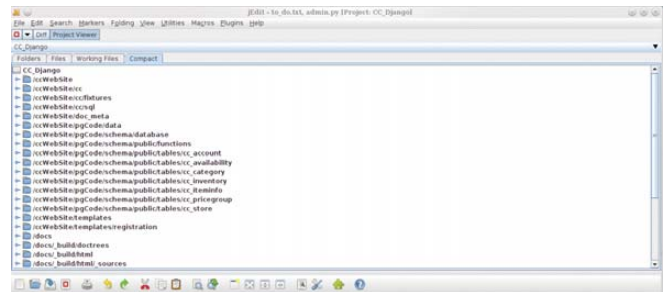 jEdit - to_do.txt, admin.py [Project: CC_Django]
File Edit Search Markers Folding View Utilities Macros Plugins Help
Diff Project Viewer
CC_Django
Folders Files Working Files Compact
CC_Django
/ccWebSite
/ccWebSite/cc
/ccWebSite/cc/fixtures
/ccWebSite/cc/sql
/ccWebSite/doc_meta
/ccWebSite/pgCode/data
/ccWebSite/pgCode/schema/database
/ccWebSite/pgCode/schema/public/functions
/ccWebSite/pgCode/schema/public/tables/cc_account
/ccWebSite/pgCode/schema/public/tables/cc_availability
/ccWebSite/pgCode/schema/public/tables/cc_category
/ccWebSite/pgCode/schema/public/tables/cc_inventory
/ccWebSite/pgCode/schema/public/tables/cc_iteminfo
/ccWebSite/pgCode/schema/public/tables/cc_pricegroup
/ccWebSite/pgCode/schema/public/tables/cc_store
/ccWebSite/templates
/ccWebSite/templates/registration
/docs
/docs/_build/doctrees
/docs/_build/html
/docs/_build/html/_sources